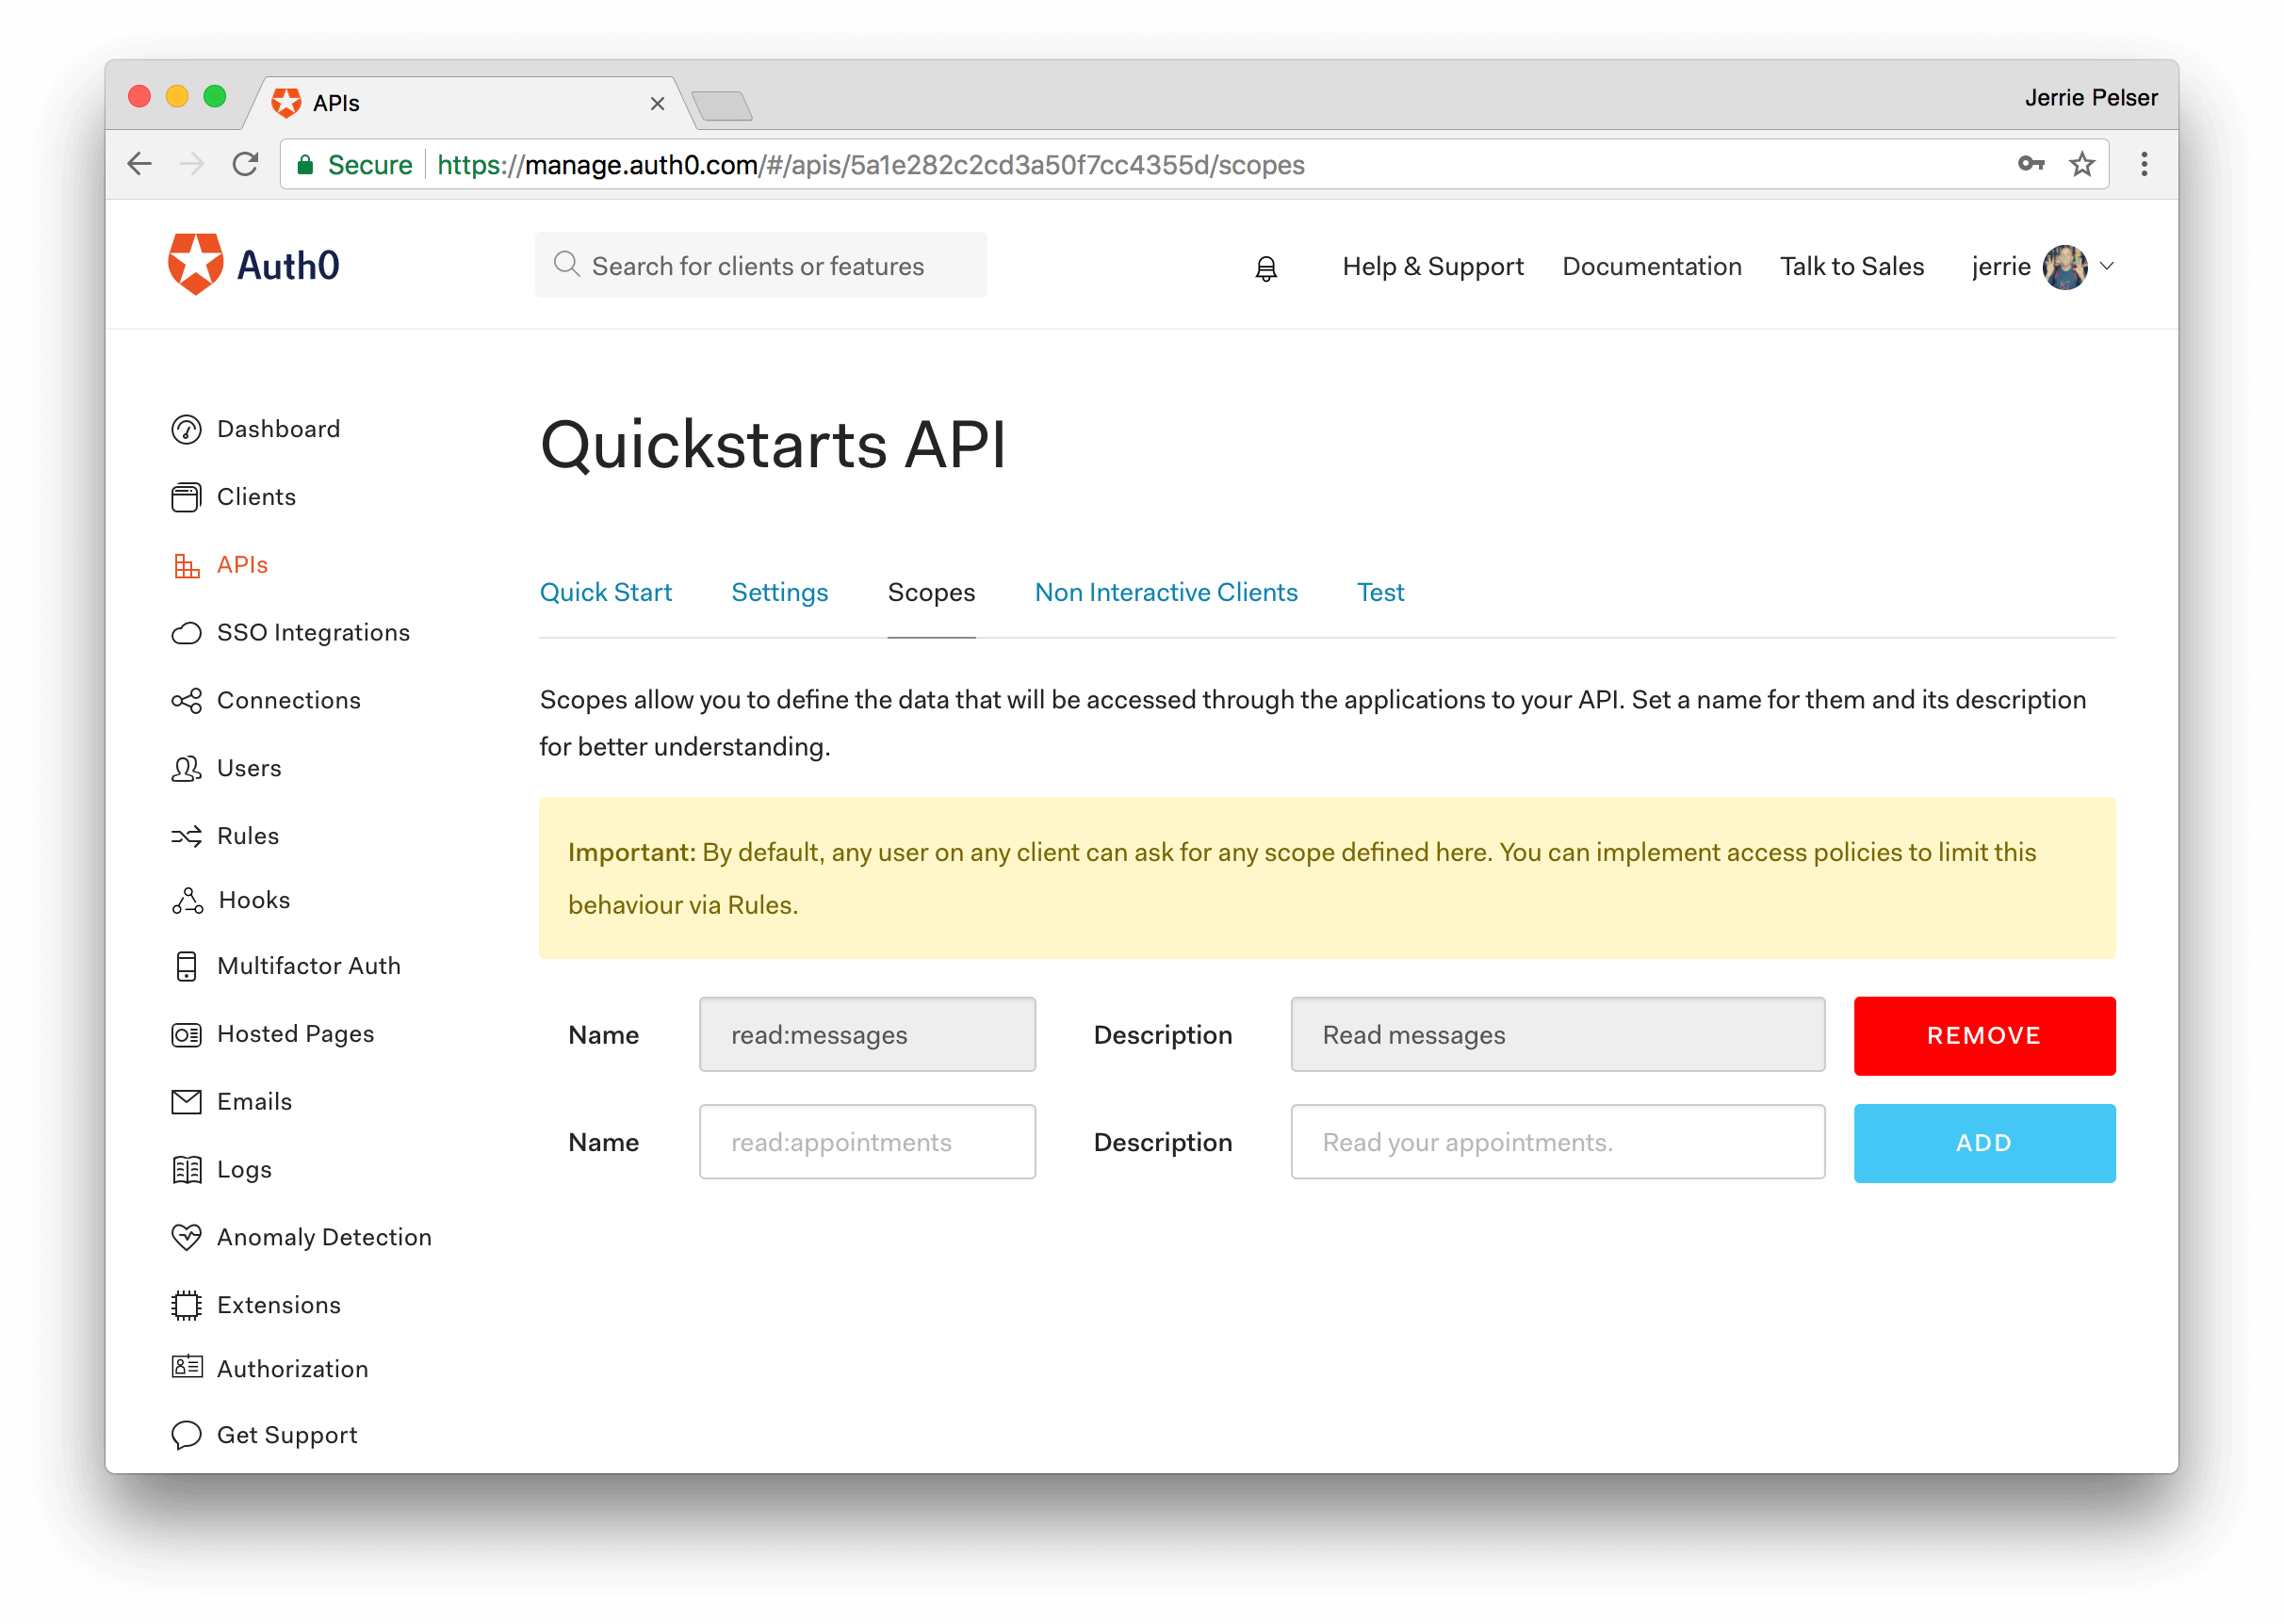 APIs
Jerrie Pelser
Secure
https://manage.auth0.com/#/apis/5a1e282c2cd3a50f7cc4355d/scopes
Auth0
Search for clients or features
Help & Support
Documentation
Talk to Sales
jerrie
Dashboard
Clients
APIs
SSO Integrations
Connections
Users
Rules
Hooks
Multifactor Auth
Hosted Pages
Emails
Logs
Anomaly Detection
Extensions
Authorization
Get Support
Quickstarts API
Quick Start Settings Scopes Non Interactive Clients Test
Scopes allow you to define the data that will be accessed through the applications to your API. Set a name for them and its description
for better understanding.
Important: By default, any user on any client can ask for any scope defined here. You can implement access policies to limit this
behaviour via Rules.
Name read:messages Description Read messages REMOVE
Name read:appointments Description Read your appointments. ADD